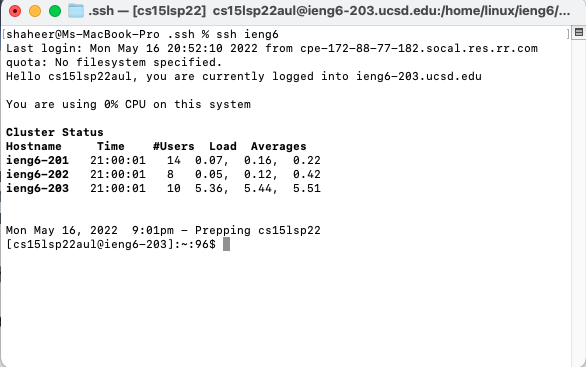 .ssh — [cs15lsp22] cs15lsp22aul@ieng6-203.ucsd.edu:/home/linux/ieng6/...
[shaheer@Ms-MacBook-Pro .ssh % ssh ieng6 ]
Last login: Mon May 16 20:52:10 2022 from cpe-172-88-77-182.socal.res.rr.com
quota: No filesystem specified.
Hello cs15lsp22aul, you are currently logged into ieng6-203.ucsd.edu
You are using 0% CPU on this system
Cluster Status
Hostname Time #Users Load Averages
ieng6-201 21:00:01 14 0.07, 0.16, 0.22
ieng6-202 21:00:01 8 0.05, 0.12, 0.42
ieng6-203 21:00:01 10 5.36, 5.44, 5.51
Mon May 16, 2022 9:01pm - Prepping cs15lsp22
[cs15lsp22aul@ieng6-203]:~:96$